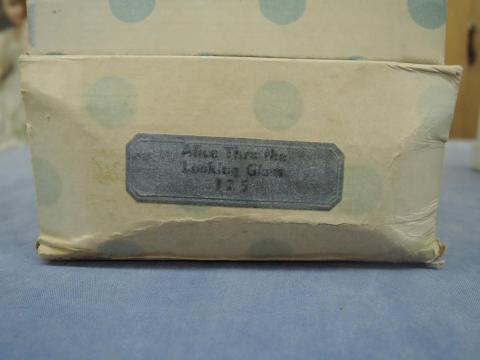 Alice Thru the
Looking Glass
125